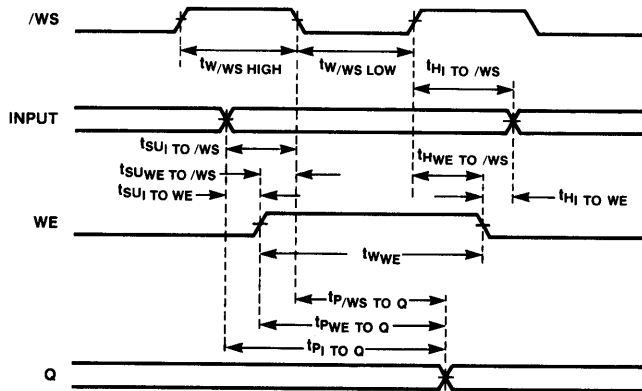 /WS
tW/WS HIGH
tW/WS LOW
tHI TO /WS
INPUT
tSUI TO /WS
tSUWE TO /WS
tHWE TO /WS
tSUI TO WE
tHI TO WE
WE
tWWE
tP/WS TO Q
tPWE TO Q
tPI TO Q
Q